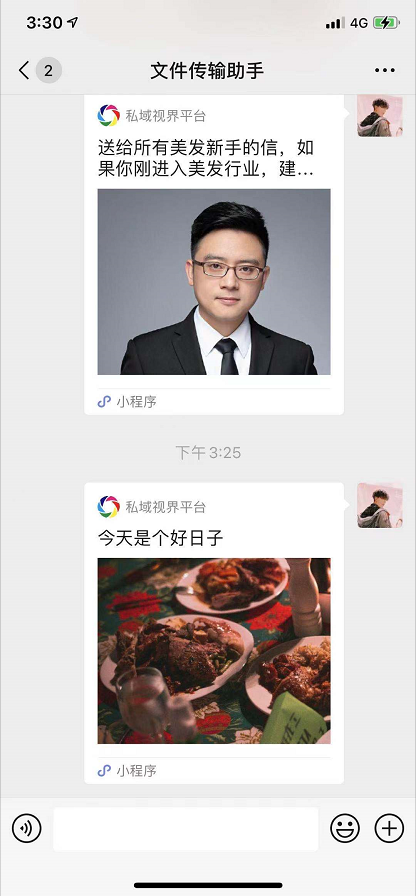 3:30
4G
2
文件传输助手
私域视界平台
送给所有美发新手的信，如
果你刚进入美发行业，建...
小程序
下午 3:25
私域视界平台
今天是个好日子
小程序